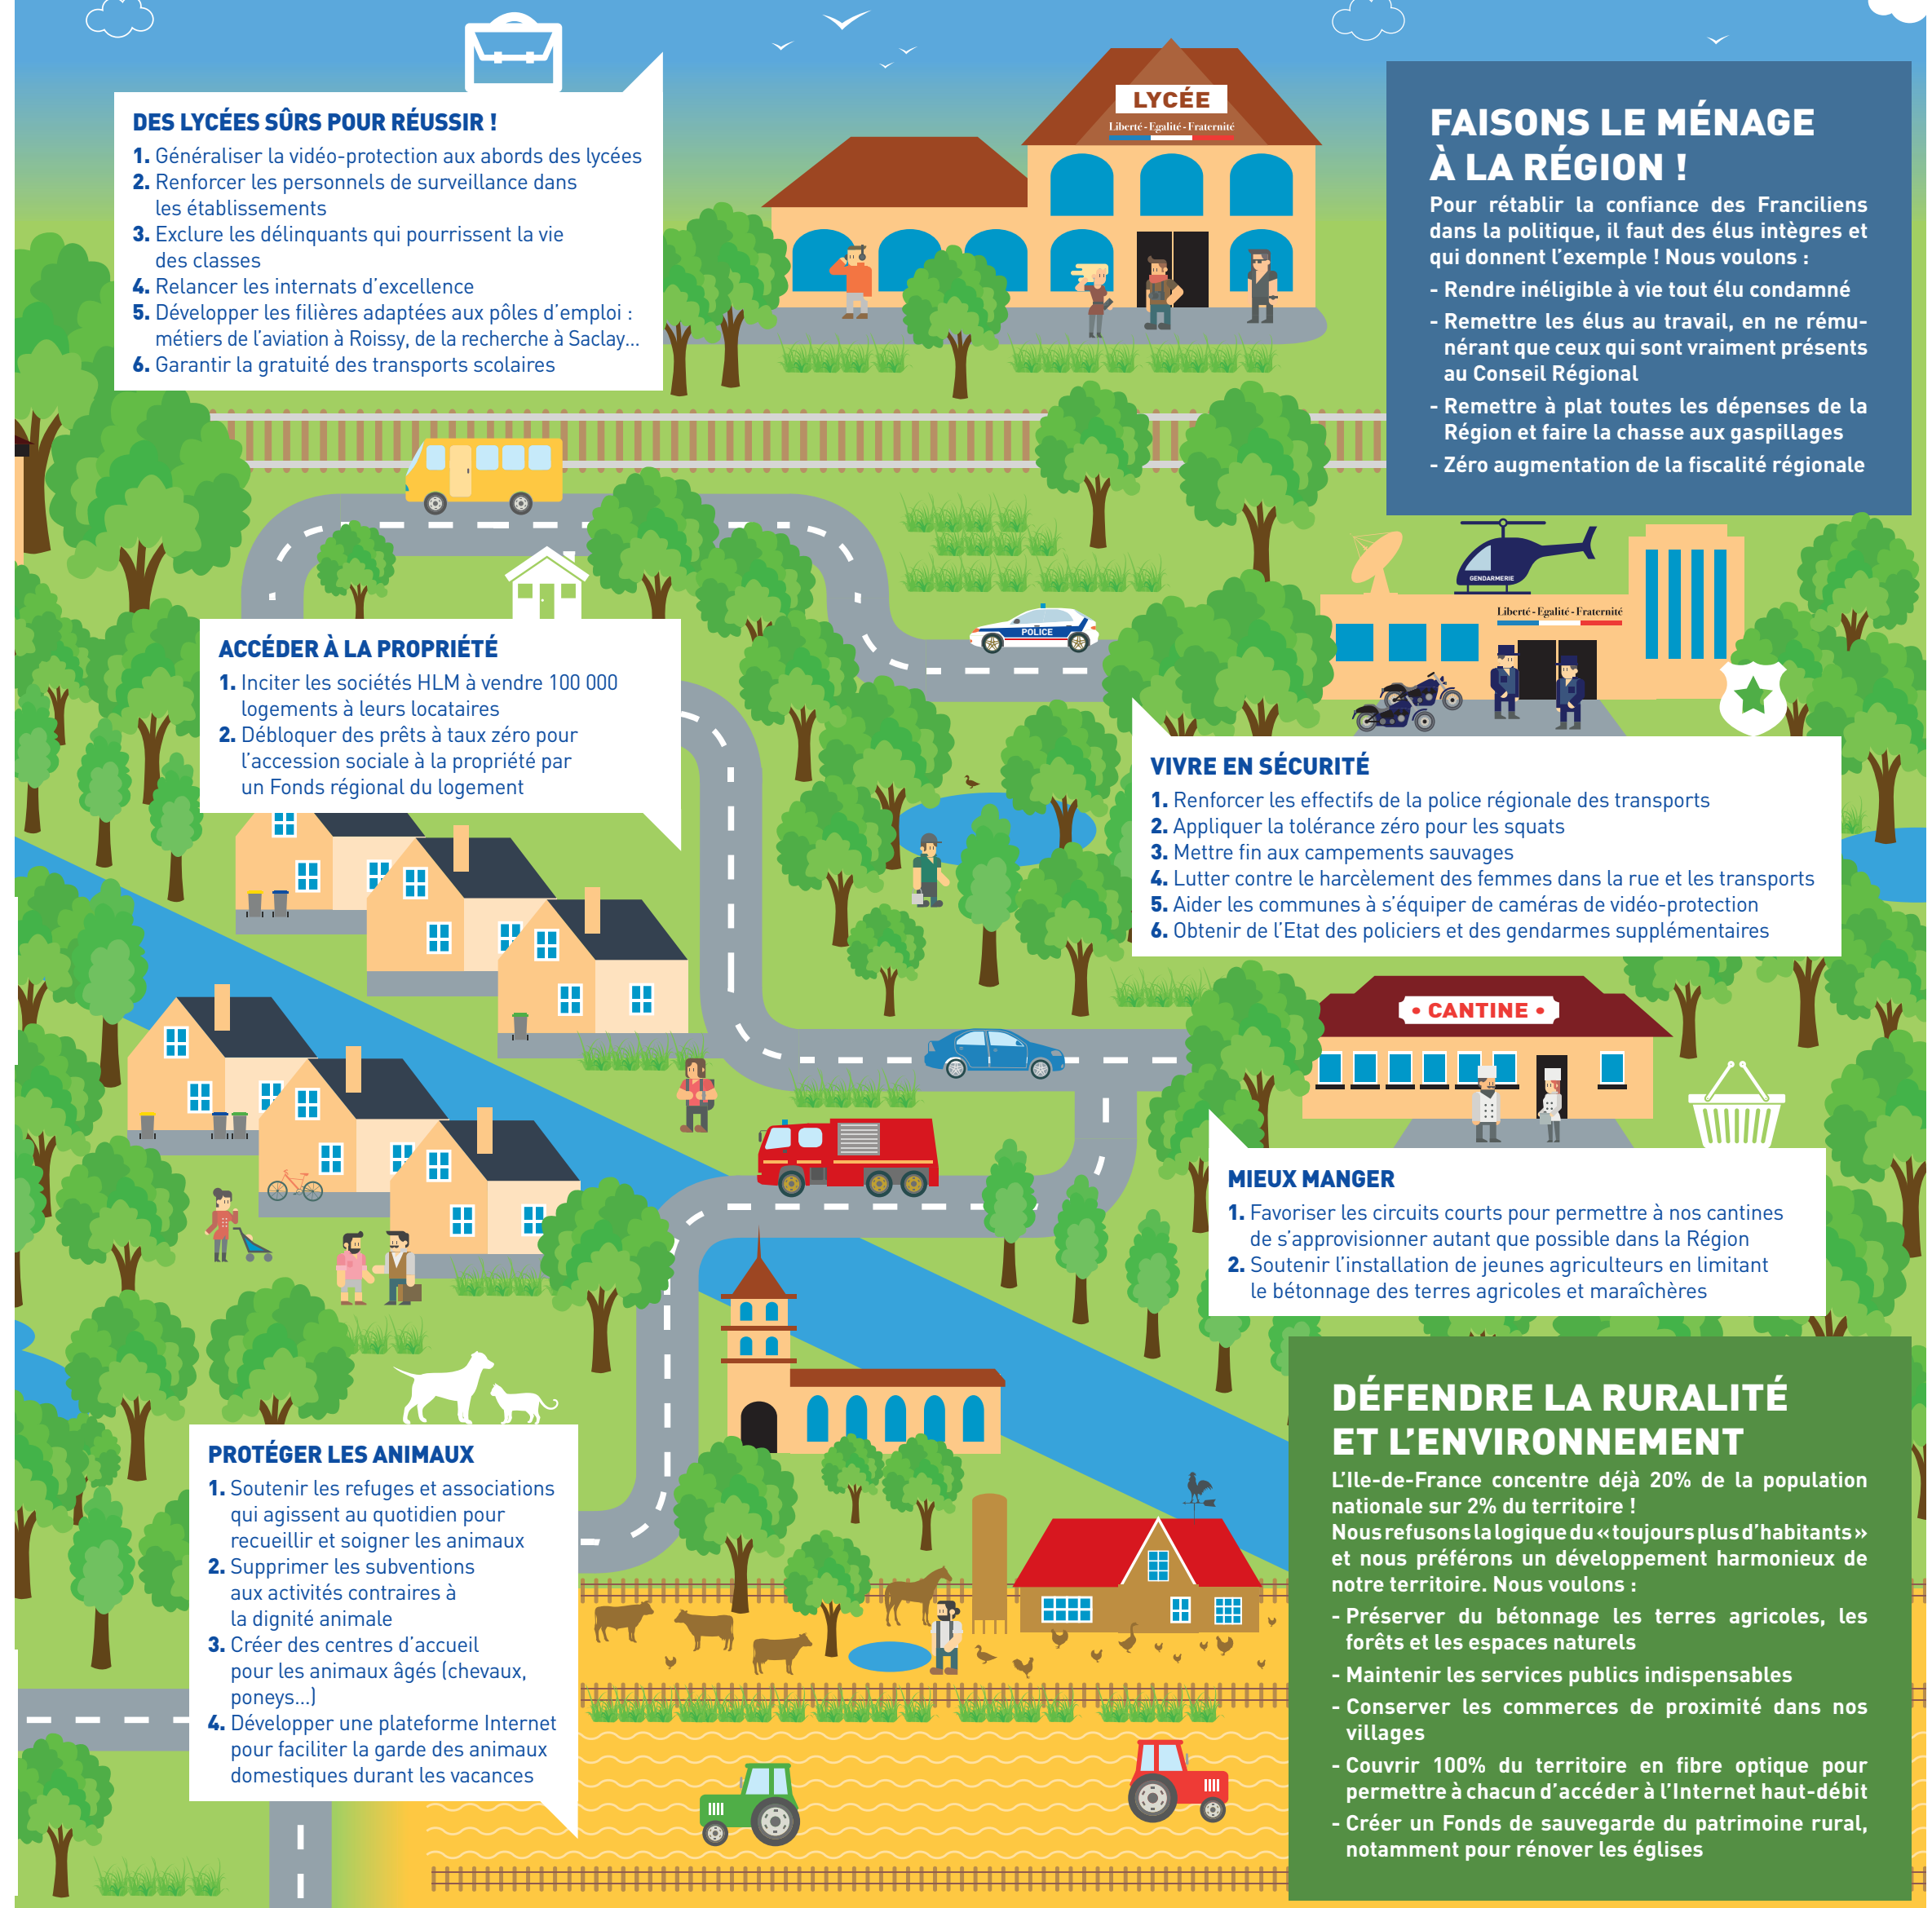 DES LYCÉES SÛRS POUR RÉUSSIR !
1. Généraliser la vidéo-protection aux abords des lycées
2. Renforcer les personnels de surveillance dans
les établissements
3. Exclure les délinquants qui pourrissent la vie
des classes
4. Relancer les internats d'excellence
5. Développer les filières adaptées aux pôles d'emploi :
métiers de l'aviation à Roissy, de la recherche à Saclay...
6. Garantir la gratuité des transports scolaires
LYCÉE
Liberté - Egalité - Fraternité
FAISONS LE MÉNAGE
À LA RÉGION !
Pour rétablir la confiance des Franciliens
dans la politique, il faut des élus intègres et
qui donnent l'exemple ! Nous voulons :
- Rendre inéligible à vie tout élu condamné
- Remettre les élus au travail, en ne rému-
nérant que ceux qui sont vraiment présents
au Conseil Régional
- Remettre à plat toutes les dépenses de la
Région et faire la chasse aux gaspillages
- Zéro augmentation de la fiscalité régionale
GENDARMERIE
Liberté - Egalité - Fraternité
POLICE
ACCÉDER À LA PROPRIÉTÉ
1. Inciter les sociétés HLM à vendre 100 000
logements à leurs locataires
2. Débloquer des prêts à taux zéro pour
l'accession sociale à la propriété par
un Fonds régional du logement
VIVRE EN SÉCURITÉ
1. Renforcer les effectifs de la police régionale des transports
2. Appliquer la tolérance zéro pour les squats
3. Mettre fin aux campements sauvages
4. Lutter contre le harcèlement des femmes dans la rue et les transports
5. Aider les communes à s'équiper de caméras de vidéo-protection
6. Obtenir de l'Etat des policiers et des gendarmes supplémentaires
• CANTINE •
MIEUX MANGER
1. Favoriser les circuits courts pour permettre à nos cantines
de s'approvisionner autant que possible dans la Région
2. Soutenir l'installation de jeunes agriculteurs en limitant
le bétonnage des terres agricoles et maraîchères
PROTÉGER LES ANIMAUX
1. Soutenir les refuges et associations
qui agissent au quotidien pour
recueillir et soigner les animaux
2. Supprimer les subventions
aux activités contraires à
la dignité animale
3. Créer des centres d'accueil
pour les animaux âgés (chevaux,
poneys...)
4. Développer une plateforme Internet
pour faciliter la garde des animaux
domestiques durant les vacances
DÉFENDRE LA RURALITÉ
ET L'ENVIRONNEMENT
L'Ile-de-France concentre déjà 20% de la population
nationale sur 2% du territoire !
Nous refusons la logique du « toujours plus d'habitants »
et nous préférons un développement harmonieux de
notre territoire. Nous voulons :
- Préserver du bétonnage les terres agricoles, les
forêts et les espaces naturels
- Maintenir les services publics indispensables
- Conserver les commerces de proximité dans nos
villages
- Couvrir 100% du territoire en fibre optique pour
permettre à chacun d'accéder à l'Internet haut-débit
- Créer un Fonds de sauvegarde du patrimoine rural,
notamment pour rénover les églises